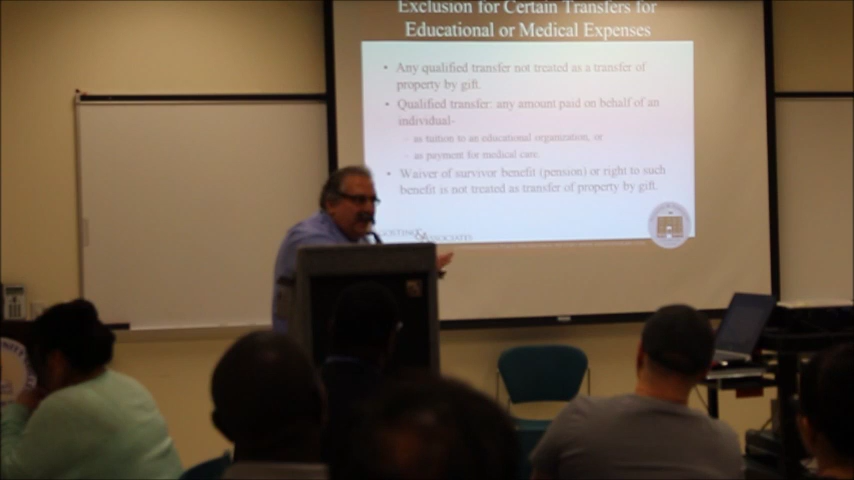 Exclusion for Certain Transfers for
Educational or Medical Expenses
• Any qualified transfer not treated as a transfer of
property by gift.
• Qualified transfer: any amount paid on behalf of an
individual-
– as tuition to an educational organization, or
– as payment for medical care.
• Waiver of survivor benefit (pension) or right to such
benefit is not treated as transfer of property by gift.
& ASSOCIATES